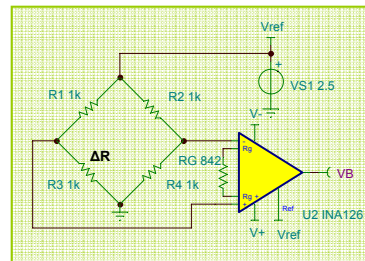 Vref
+
R1 1k
R2 1k
VS1 2.5
V-
-
Rg
ΔR
RG 842
VB
R3 1k
R4 1k
Rg
+
+
Ref
U2 INA126
V+
Vref